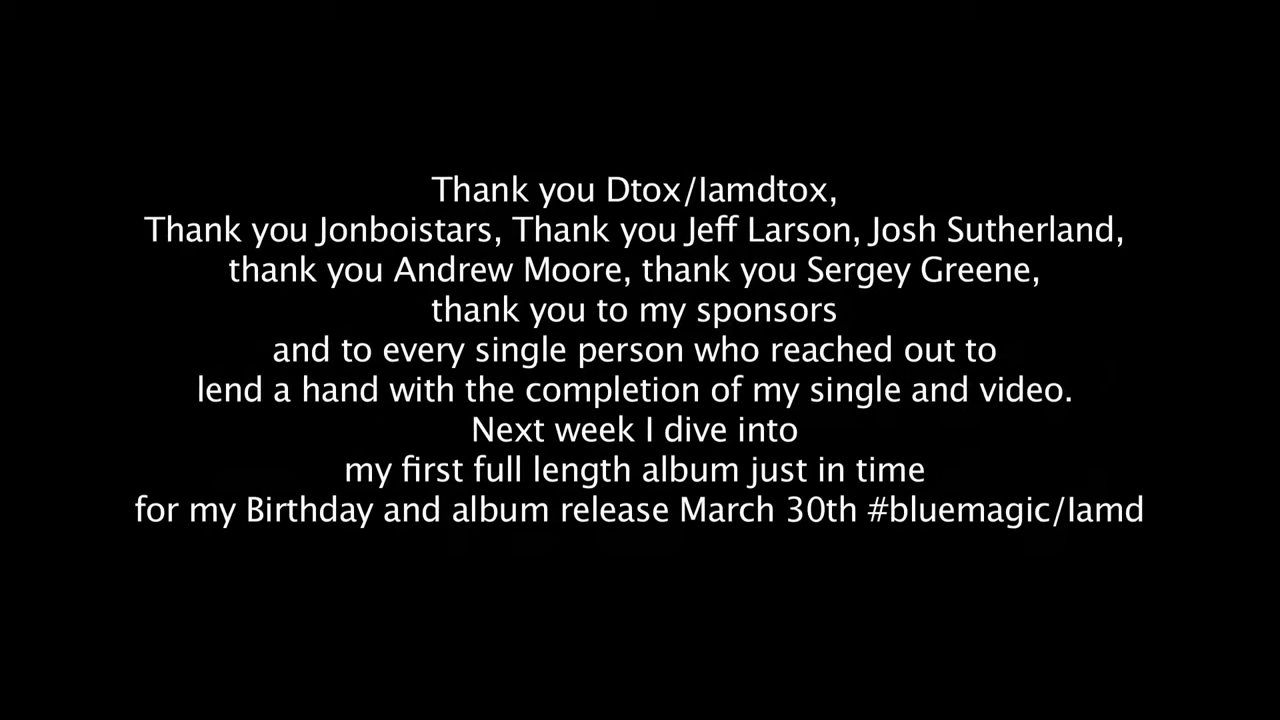 Thank you Dtox/Iamdtox,
Thank you Jonboistars, Thank you Jeff Larson, Josh Sutherland,
thank you Andrew Moore, thank you Sergey Greene,
thank you to my sponsors
and to every single person who reached out to
lend a hand with the completion of my single and video.
Next week I dive into
my first full length album just in time
for my Birthday and album release March 30th #bluemagic/Iamd